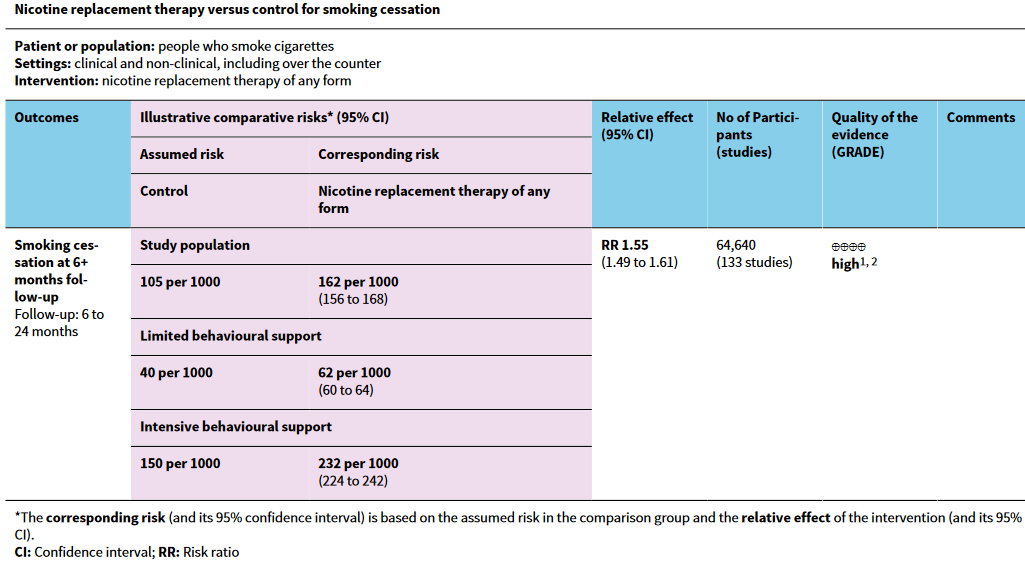 Nicotine replacement therapy versus control for smoking cessation
Patient or population: people who smoke cigarettes
Settings: clinical and non-clinical, including over the counter
Intervention: nicotine replacement therapy of any form
Outcomes
Illustrative comparative risks* (95% CI)
Relative effect
(95% CI)
No of Partici-
pants
(studies)
Quality of the
evidence
(GRADE)
Comments
Assumed risk
Corresponding risk
Control
Nicotine replacement therapy of any
form
Smoking ces-
sation at 6+
months fol-
low-up
Follow-up: 6 to
24 months
Study population
RR 1.55
(1.49 to 1.61)
64,640
(133 studies)
⊕⊕⊕⊕
high1, 2
105 per 1000
162 per 1000
(156 to 168)
Limited behavioural support
40 per 1000
62 per 1000
(60 to 64)
Intensive behavioural support
150 per 1000
232 per 1000
(224 to 242)
*The corresponding risk (and its 95% confidence interval) is based on the assumed risk in the comparison group and the relative effect of the intervention (and its 95%
CI).
CI: Confidence interval; RR: Risk ratio